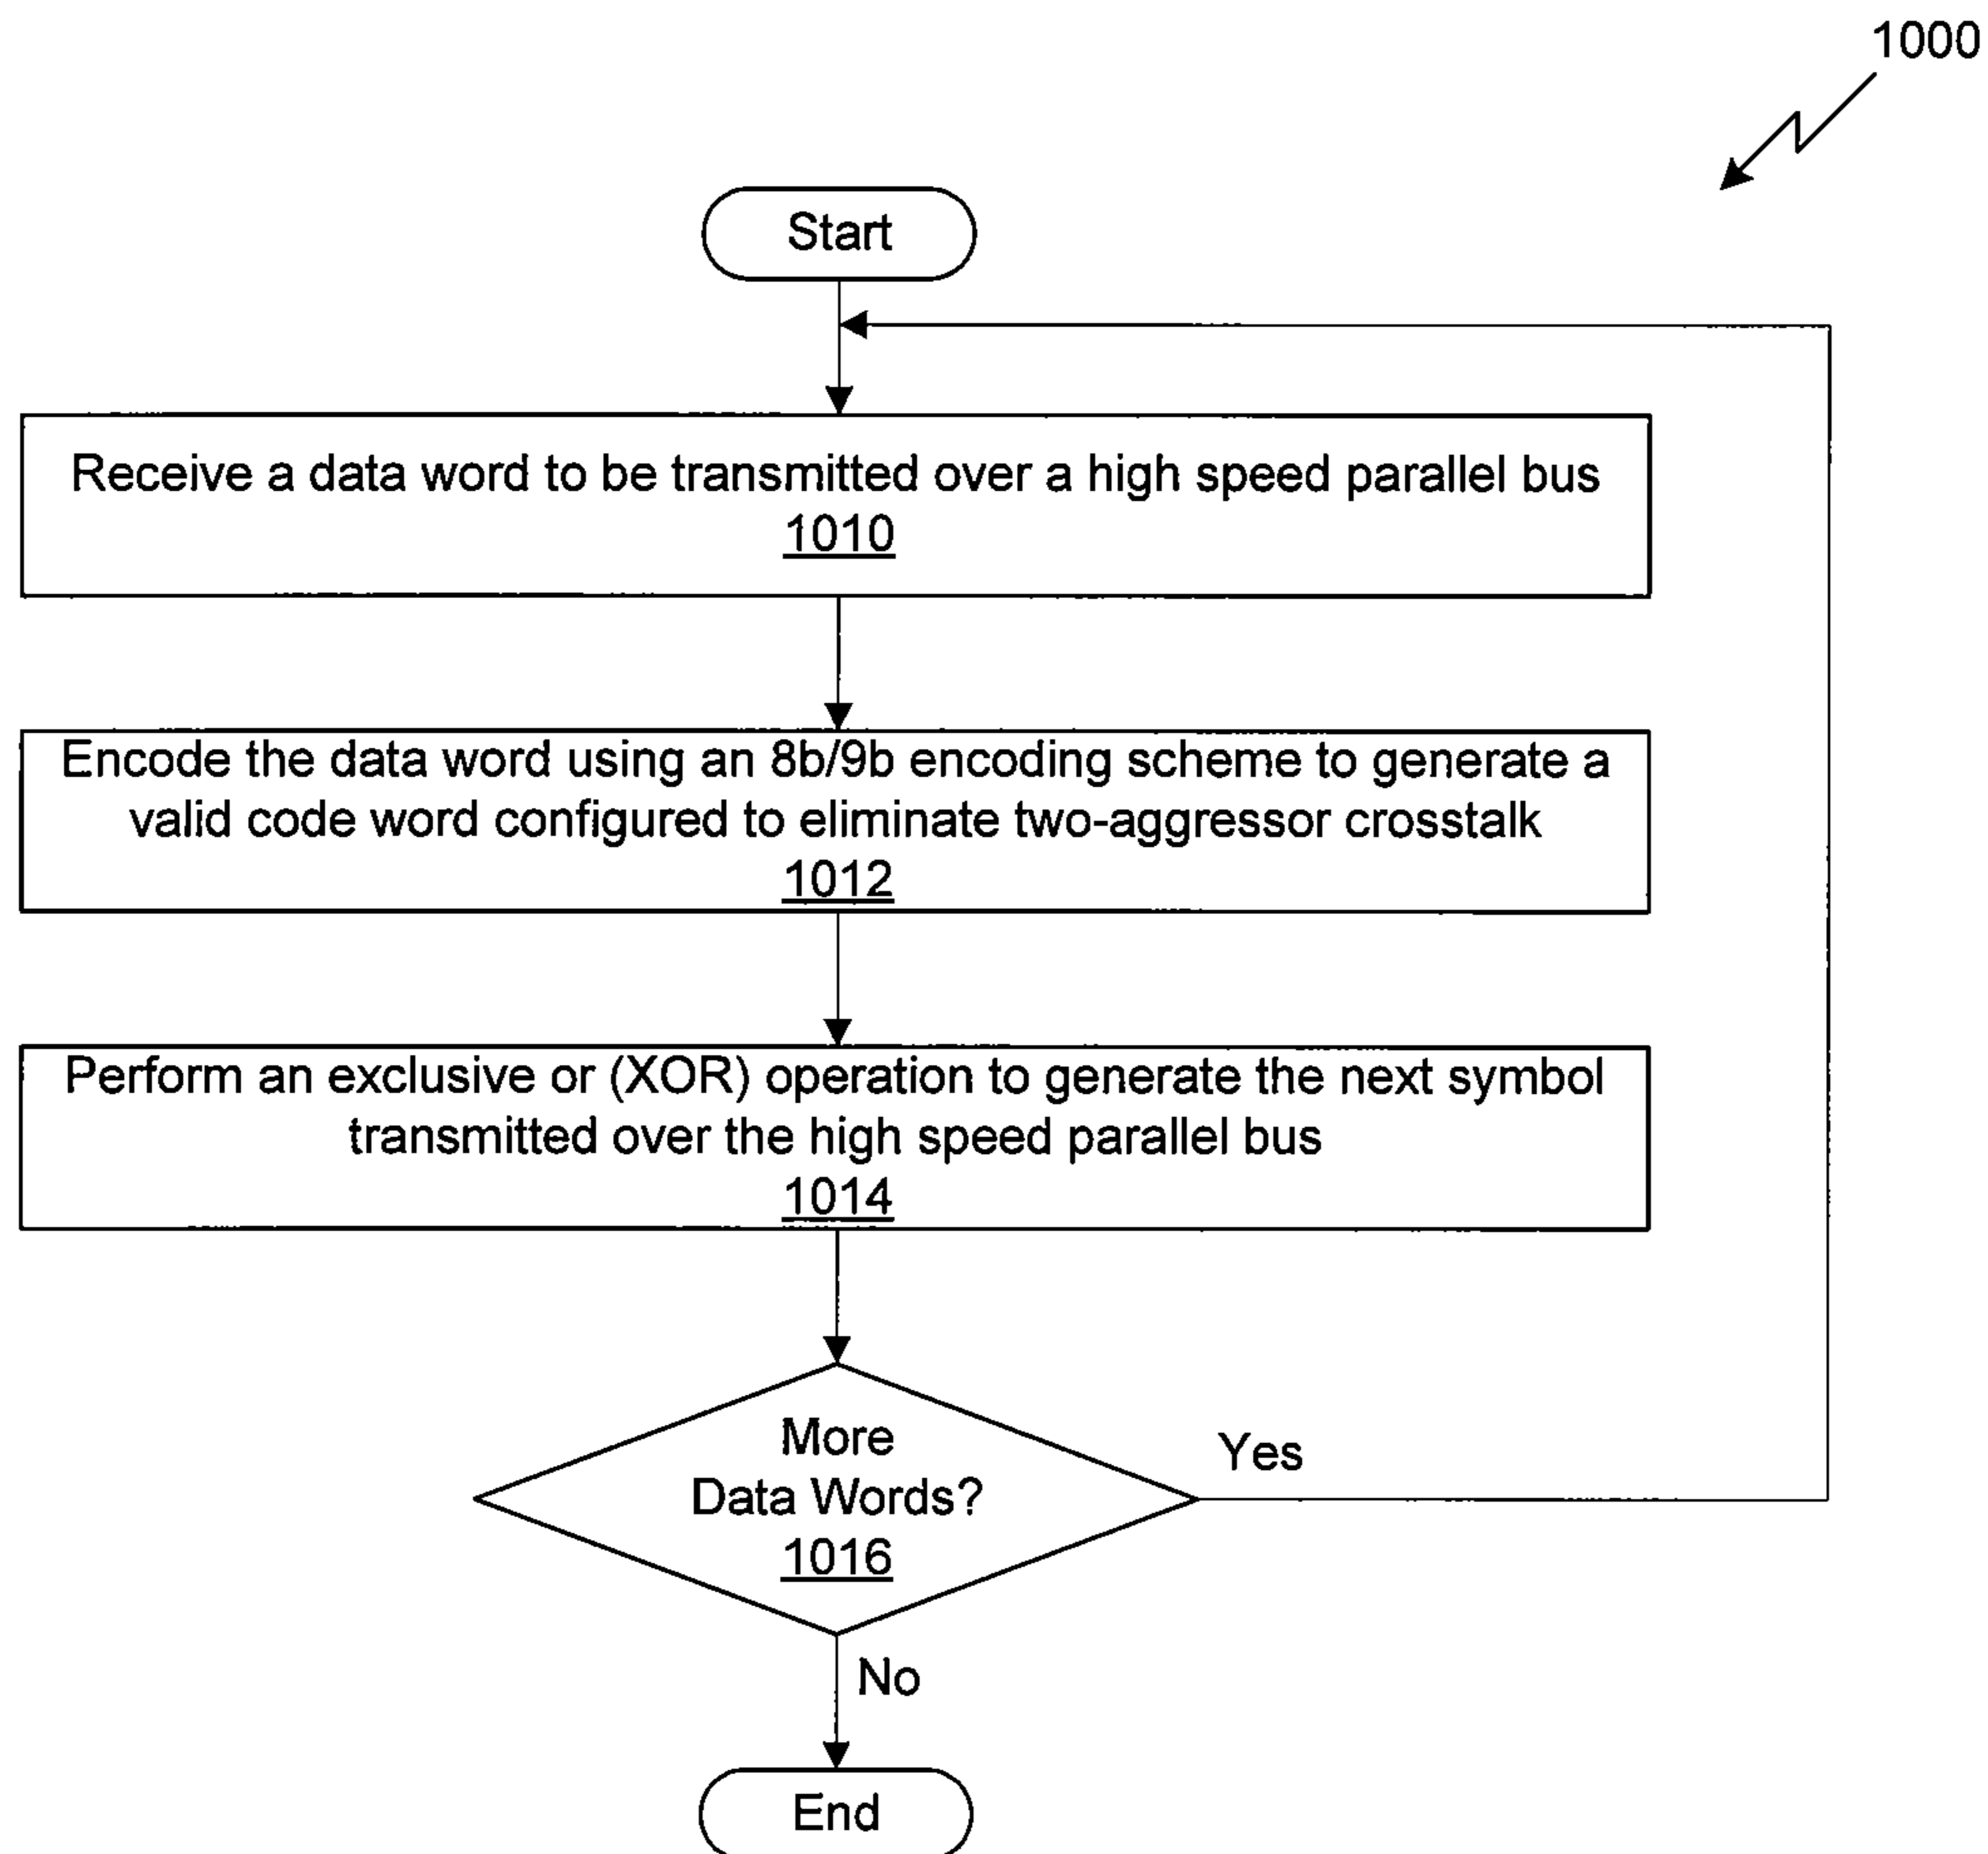 1000
Start
Receive a data word to be transmitted over a high speed parallel bus
1010
Encode the data word using an 8b/9b encoding scheme to generate a
valid code word configured to eliminate two-aggressor crosstalk
1012
Perform an exclusive or (XOR) operation to generate the next symbol
transmitted over the high speed parallel bus
1014
More
Data Words?
1016
Yes
No
End